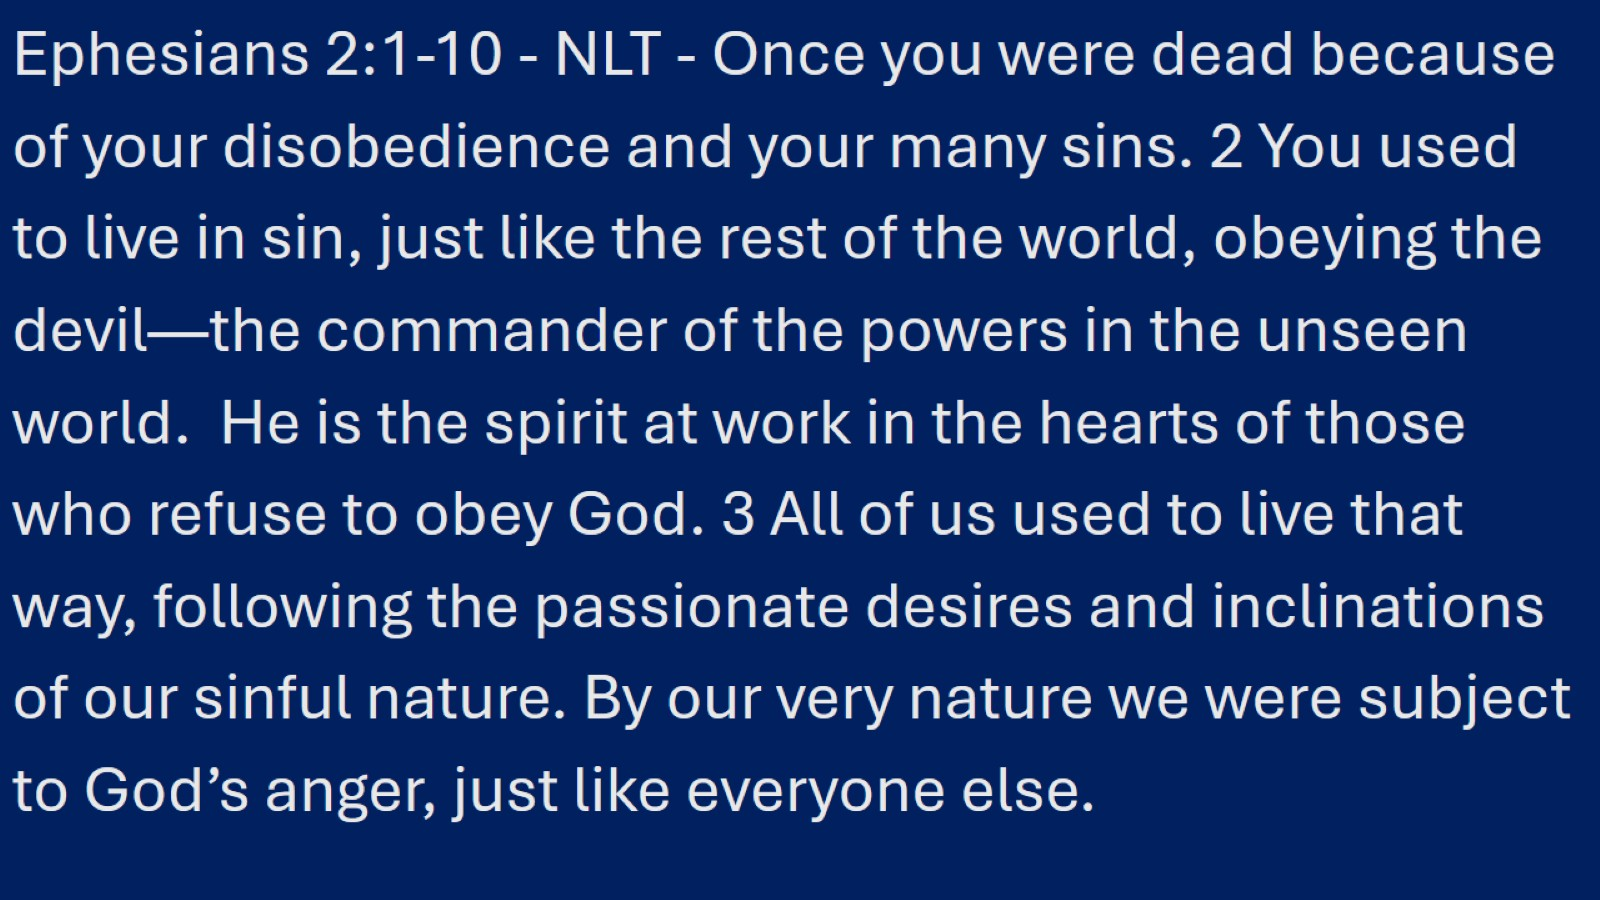 Ephesians 2:1-10 - NLT - Once you were dead because
of your disobedience and your many sins. 2 You used
to live in sin, just like the rest of the world, obeying the
devil—the commander of the powers in the unseen
world.  He is the spirit at work in the hearts of those
who refuse to obey God. 3 All of us used to live that
way, following the passionate desires and inclinations
of our sinful nature. By our very nature we were subject
to God’s anger, just like everyone else.